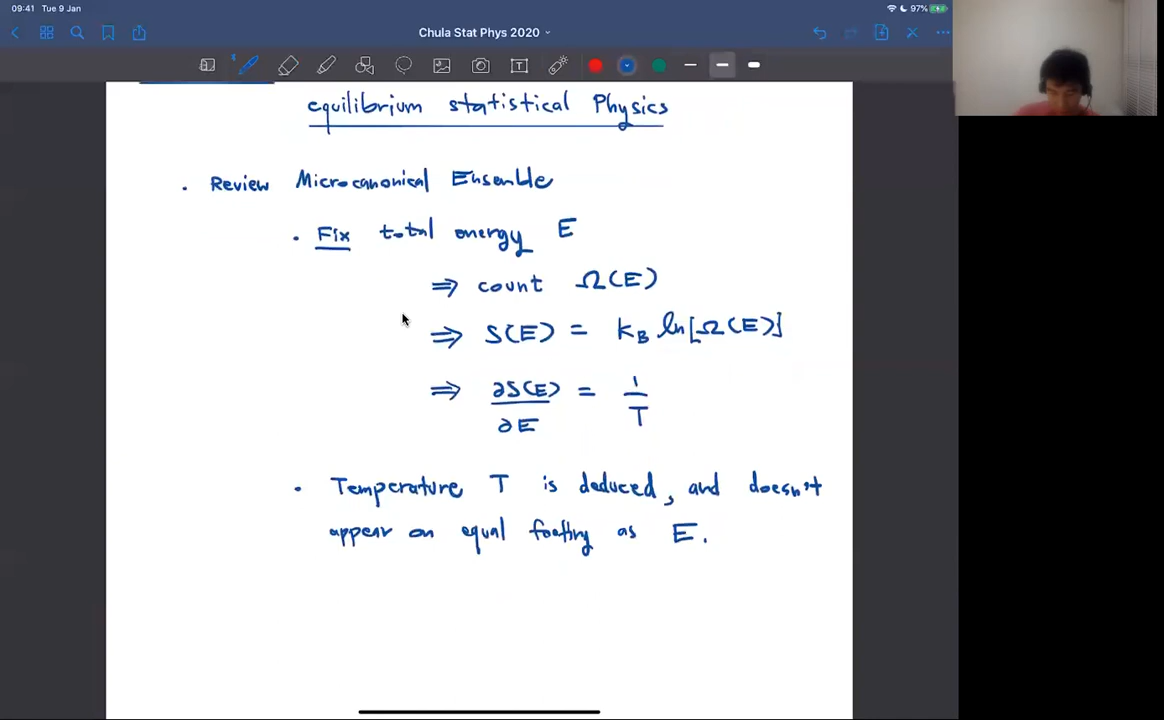 09:41 Tue 9 Jan
97%
Chula Stat Phys 2020
equilibrium statistical Physics
. Review Microcanonical Ensemble
. Fix total energy E
⇒ count Ω(E)
⇒ S(E) = k_B ln[Ω(E)]
⇒ ∂S(E)/∂E = 1/T
. Temperature T is deduced, and doesn't
appear on equal footing as E.